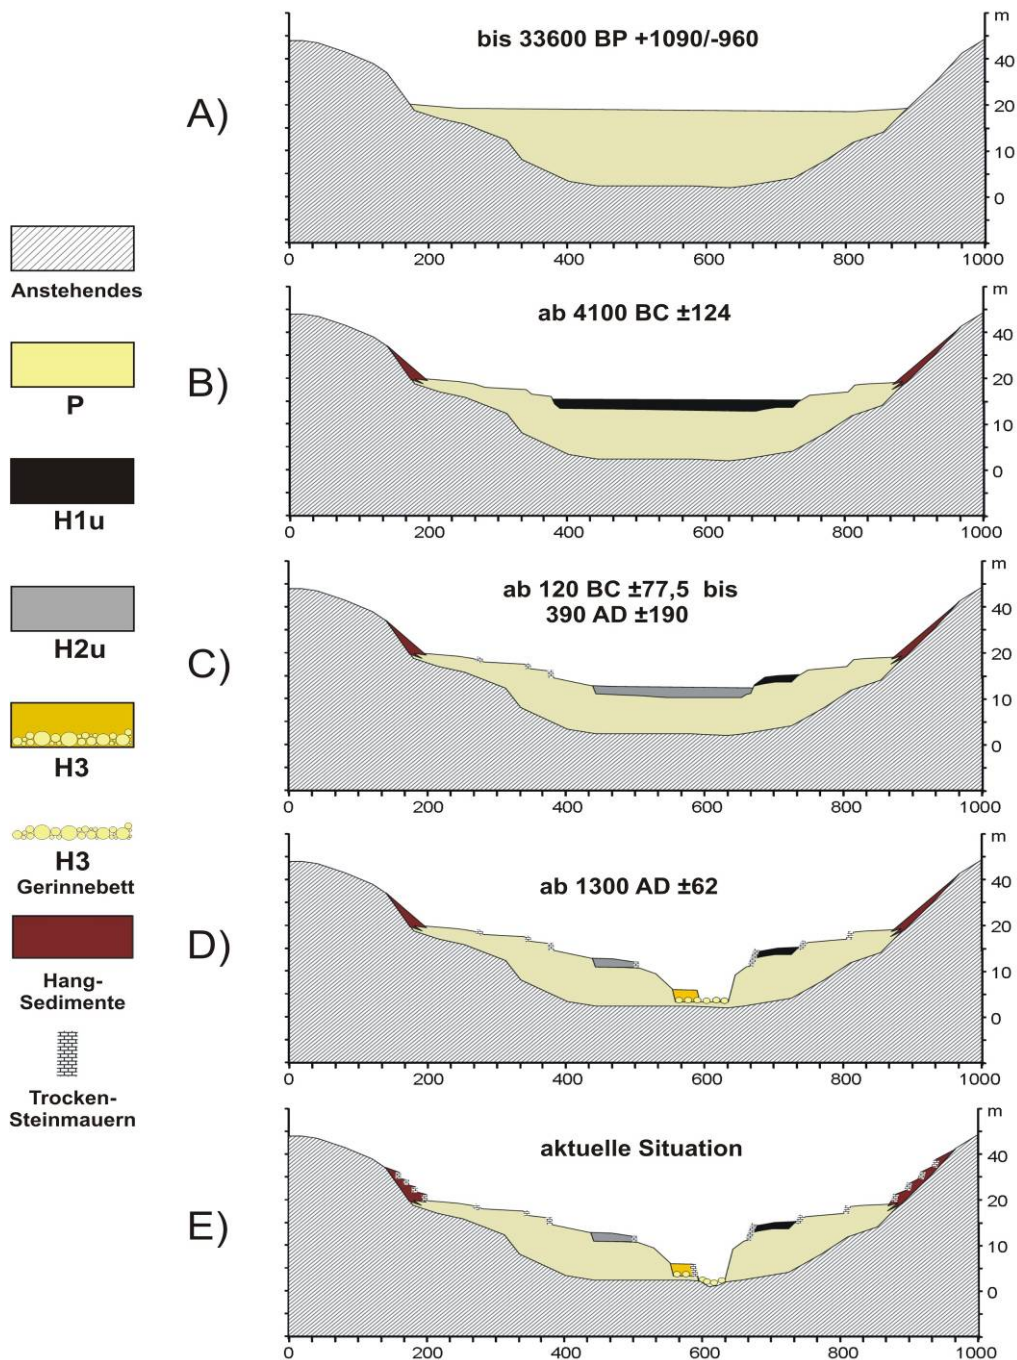 Anstehendes
P
H1u
H2u
H3
H3
Gerinnebett
Hang-
Sedimente
Trocken-
Steinmauern
A)
bis 33600 BP +1090/-960
m
40
20
10
0
0 200 400 600 800 1000
B)
ab 4100 BC ±124
m
40
20
10
0
0 200 400 600 800 1000
C)
ab 120 BC ±77,5 bis
390 AD ±190
m
40
20
10
0
0 200 400 600 800 1000
D)
ab 1300 AD ±62
m
40
20
10
0
0 200 400 600 800 1000
E)
aktuelle Situation
m
40
20
10
0
0 200 400 600 800 1000